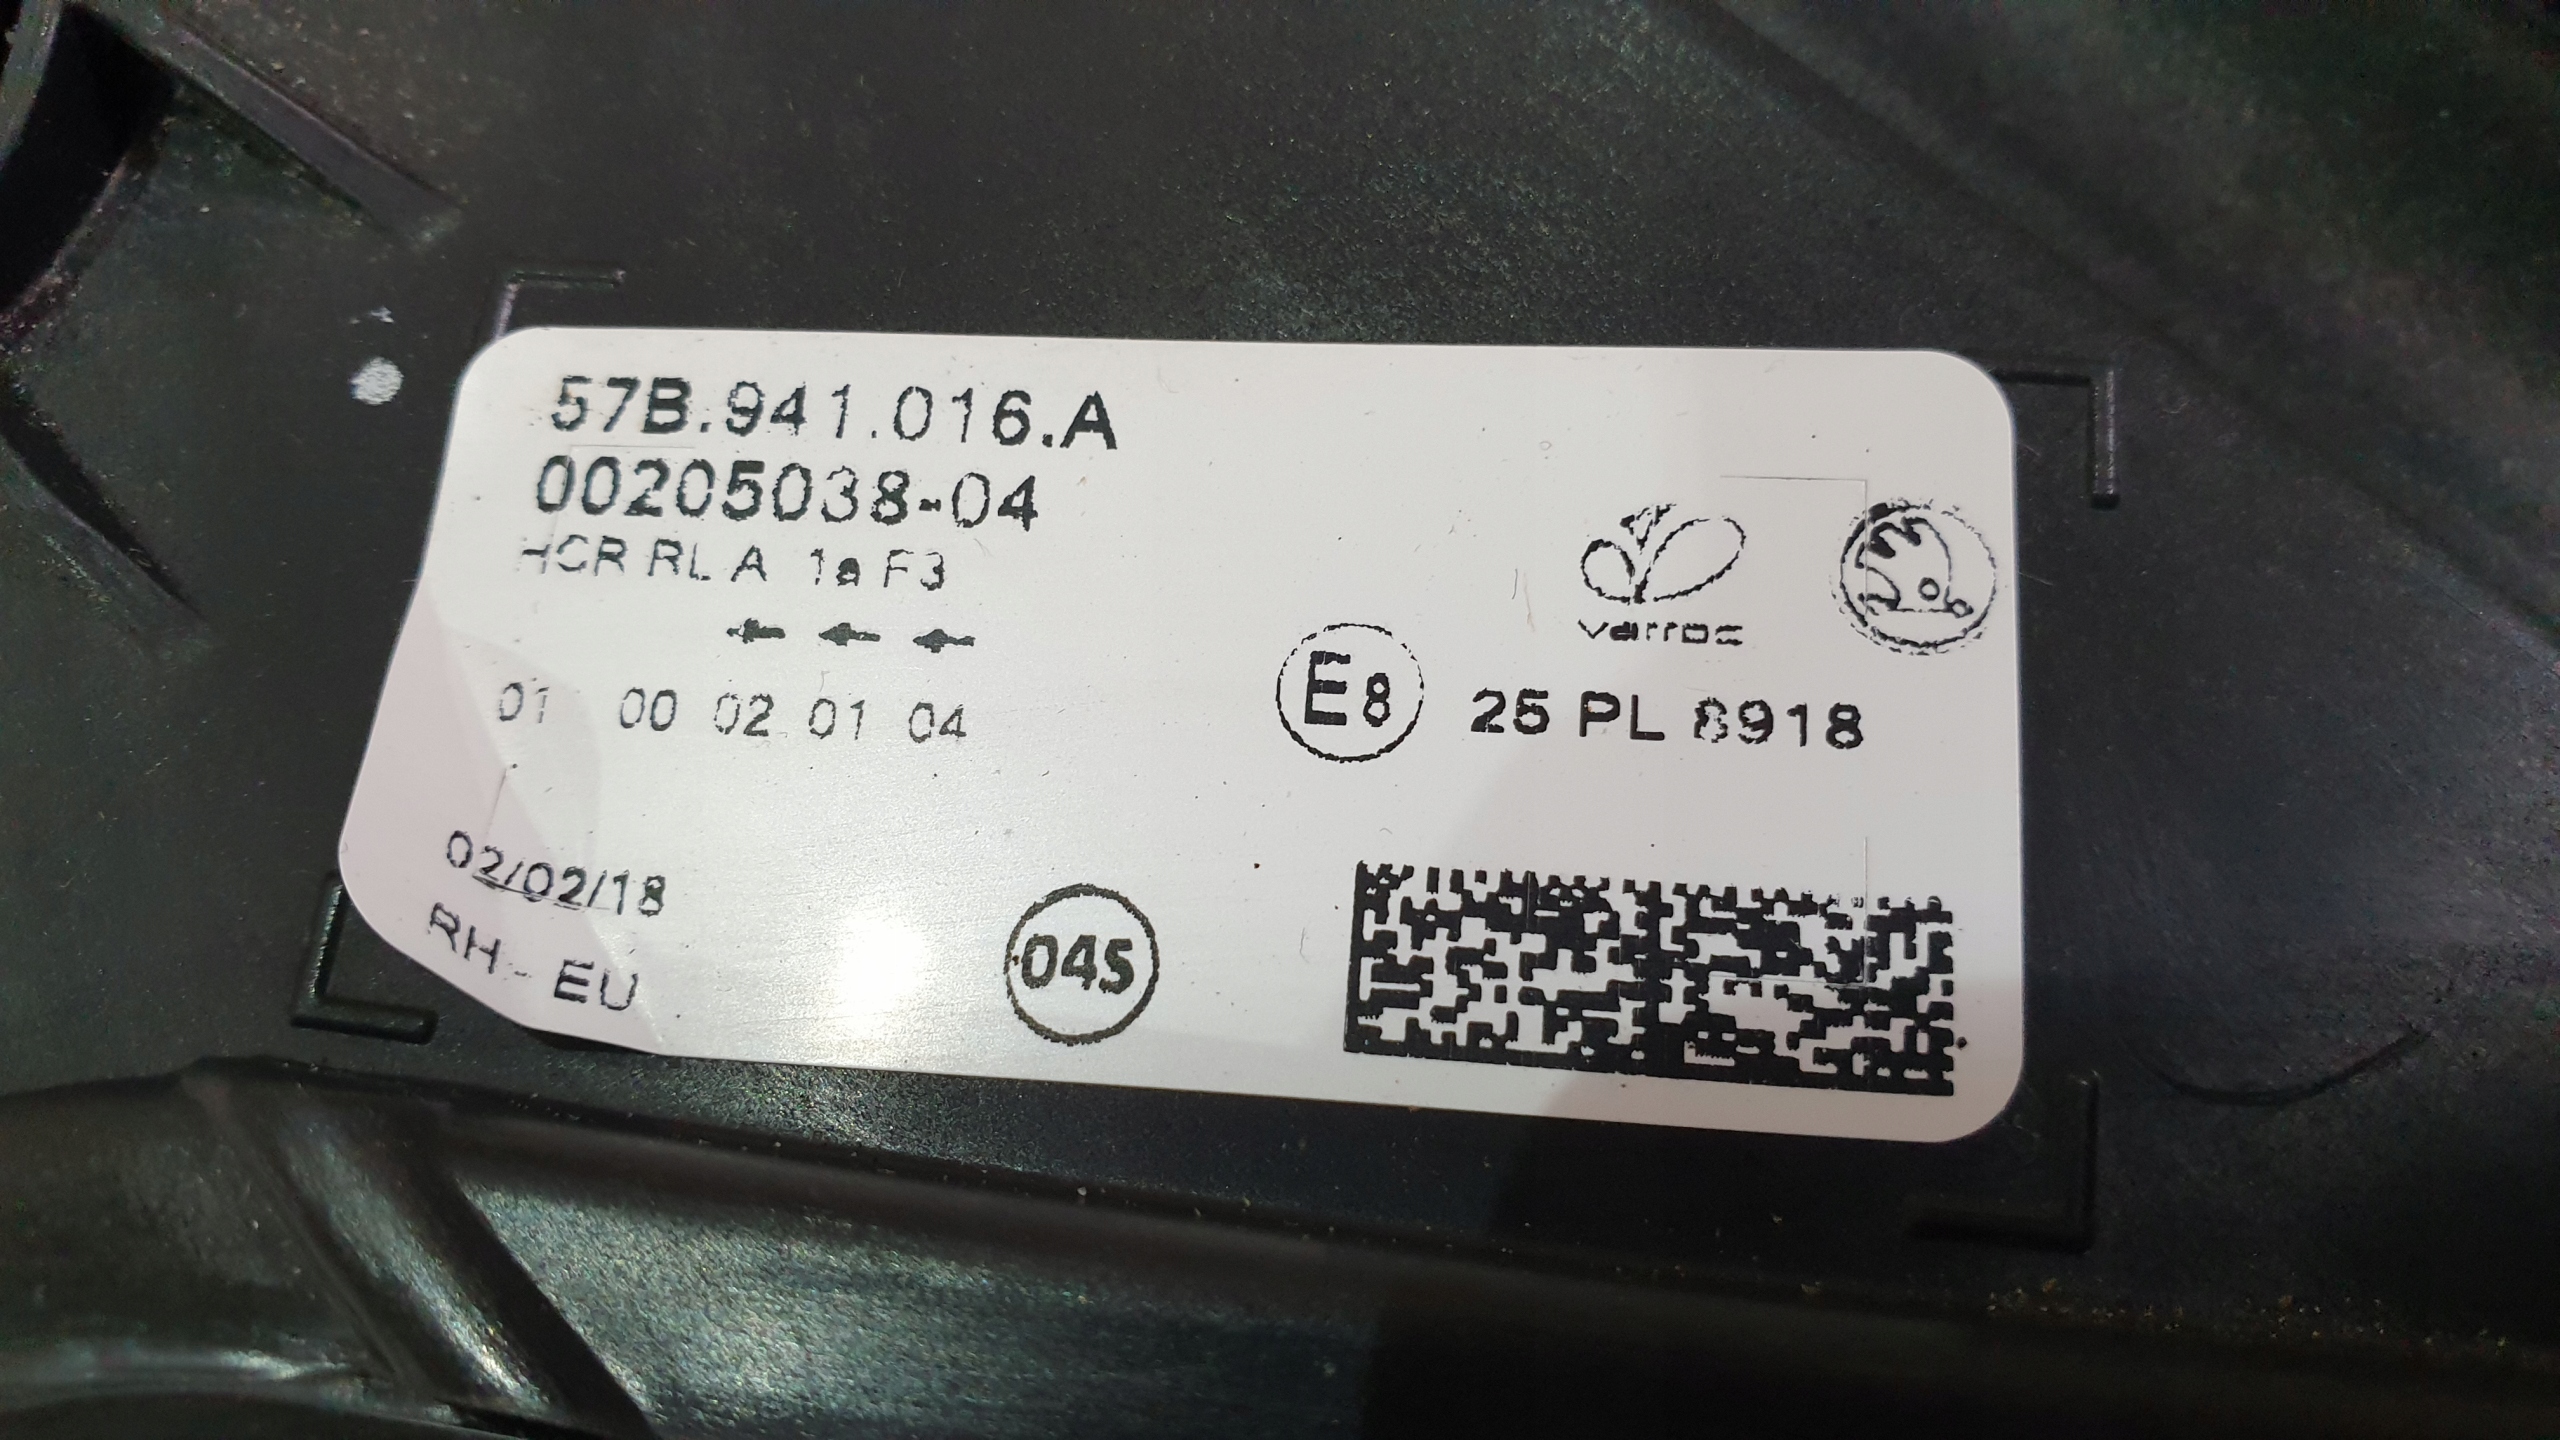 57B.941.016.A
00205038-04
HCR RL A 1a F3
varroc
01 00 02 01 04
E8 25 PL 8918
02/02/18
RH - EU
045